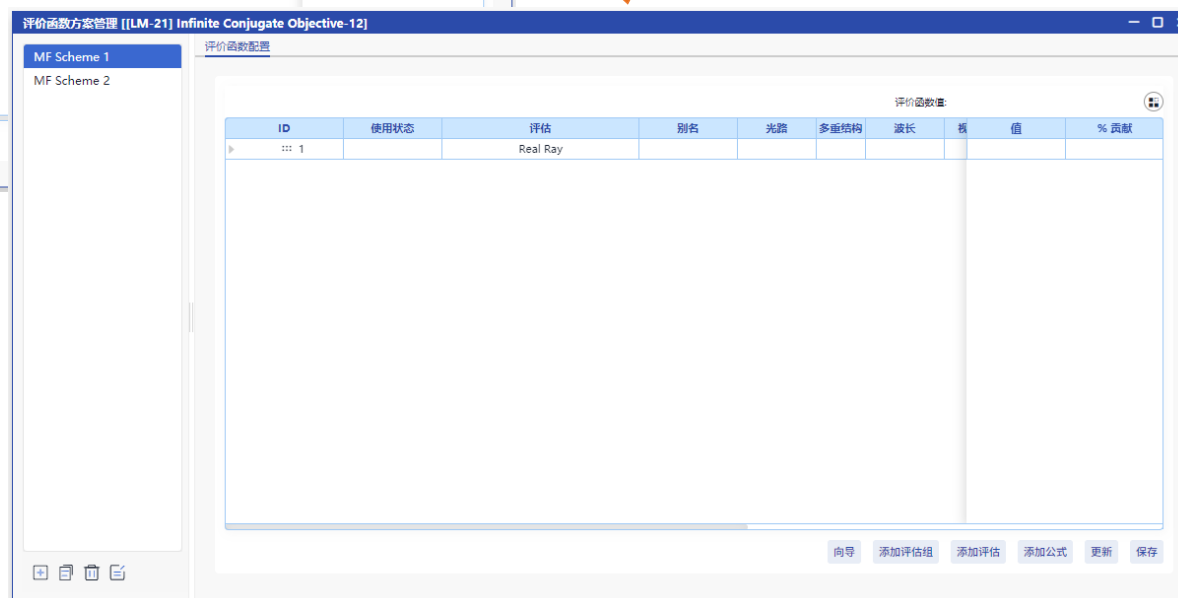 评价函数方案管理 [[LM-21] Infinite Conjugate Objective-12]
MF Scheme 1
MF Scheme 2
评价函数配置
评价函数值:
ID 使用状态 评估 别名 光路 多重结构 波长 视 值 % 贡献
1 Real Ray
向导 添加评估组 添加评估 添加公式 更新 保存